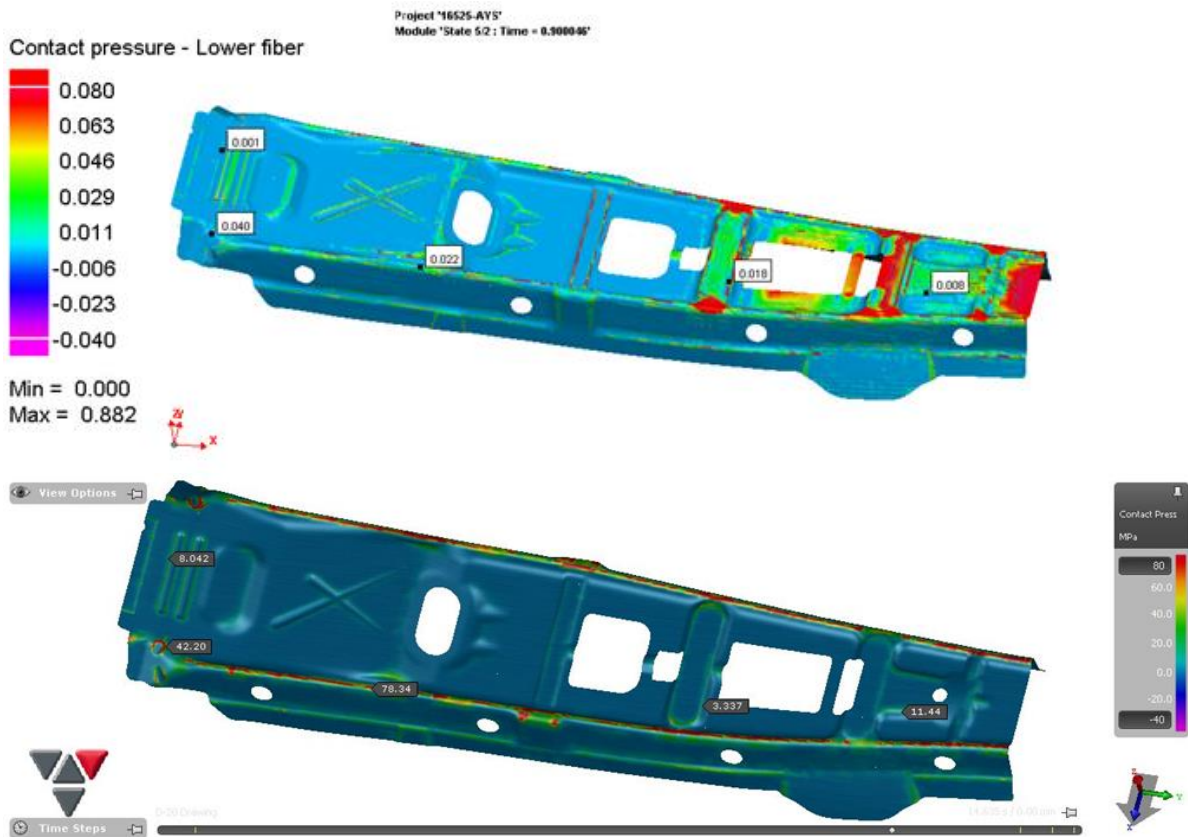 Project '16525-AYS'
Module 'State 5/2 : Time = 0.900046'
Contact pressure - Lower fiber
0.080
0.063
0.046
0.029
0.011
-0.006
-0.023
-0.040
Min = 0.000
Max = 0.882
0.001
0.040
0.022
0.018
0.008
X
View Options
Contact Press
MPa
80
60.0
40.0
20.0
0.0
-20.0
-40
8.042
42.20
78.34
3.337
11.44
D-20 Drawing
Time Steps
Y
X